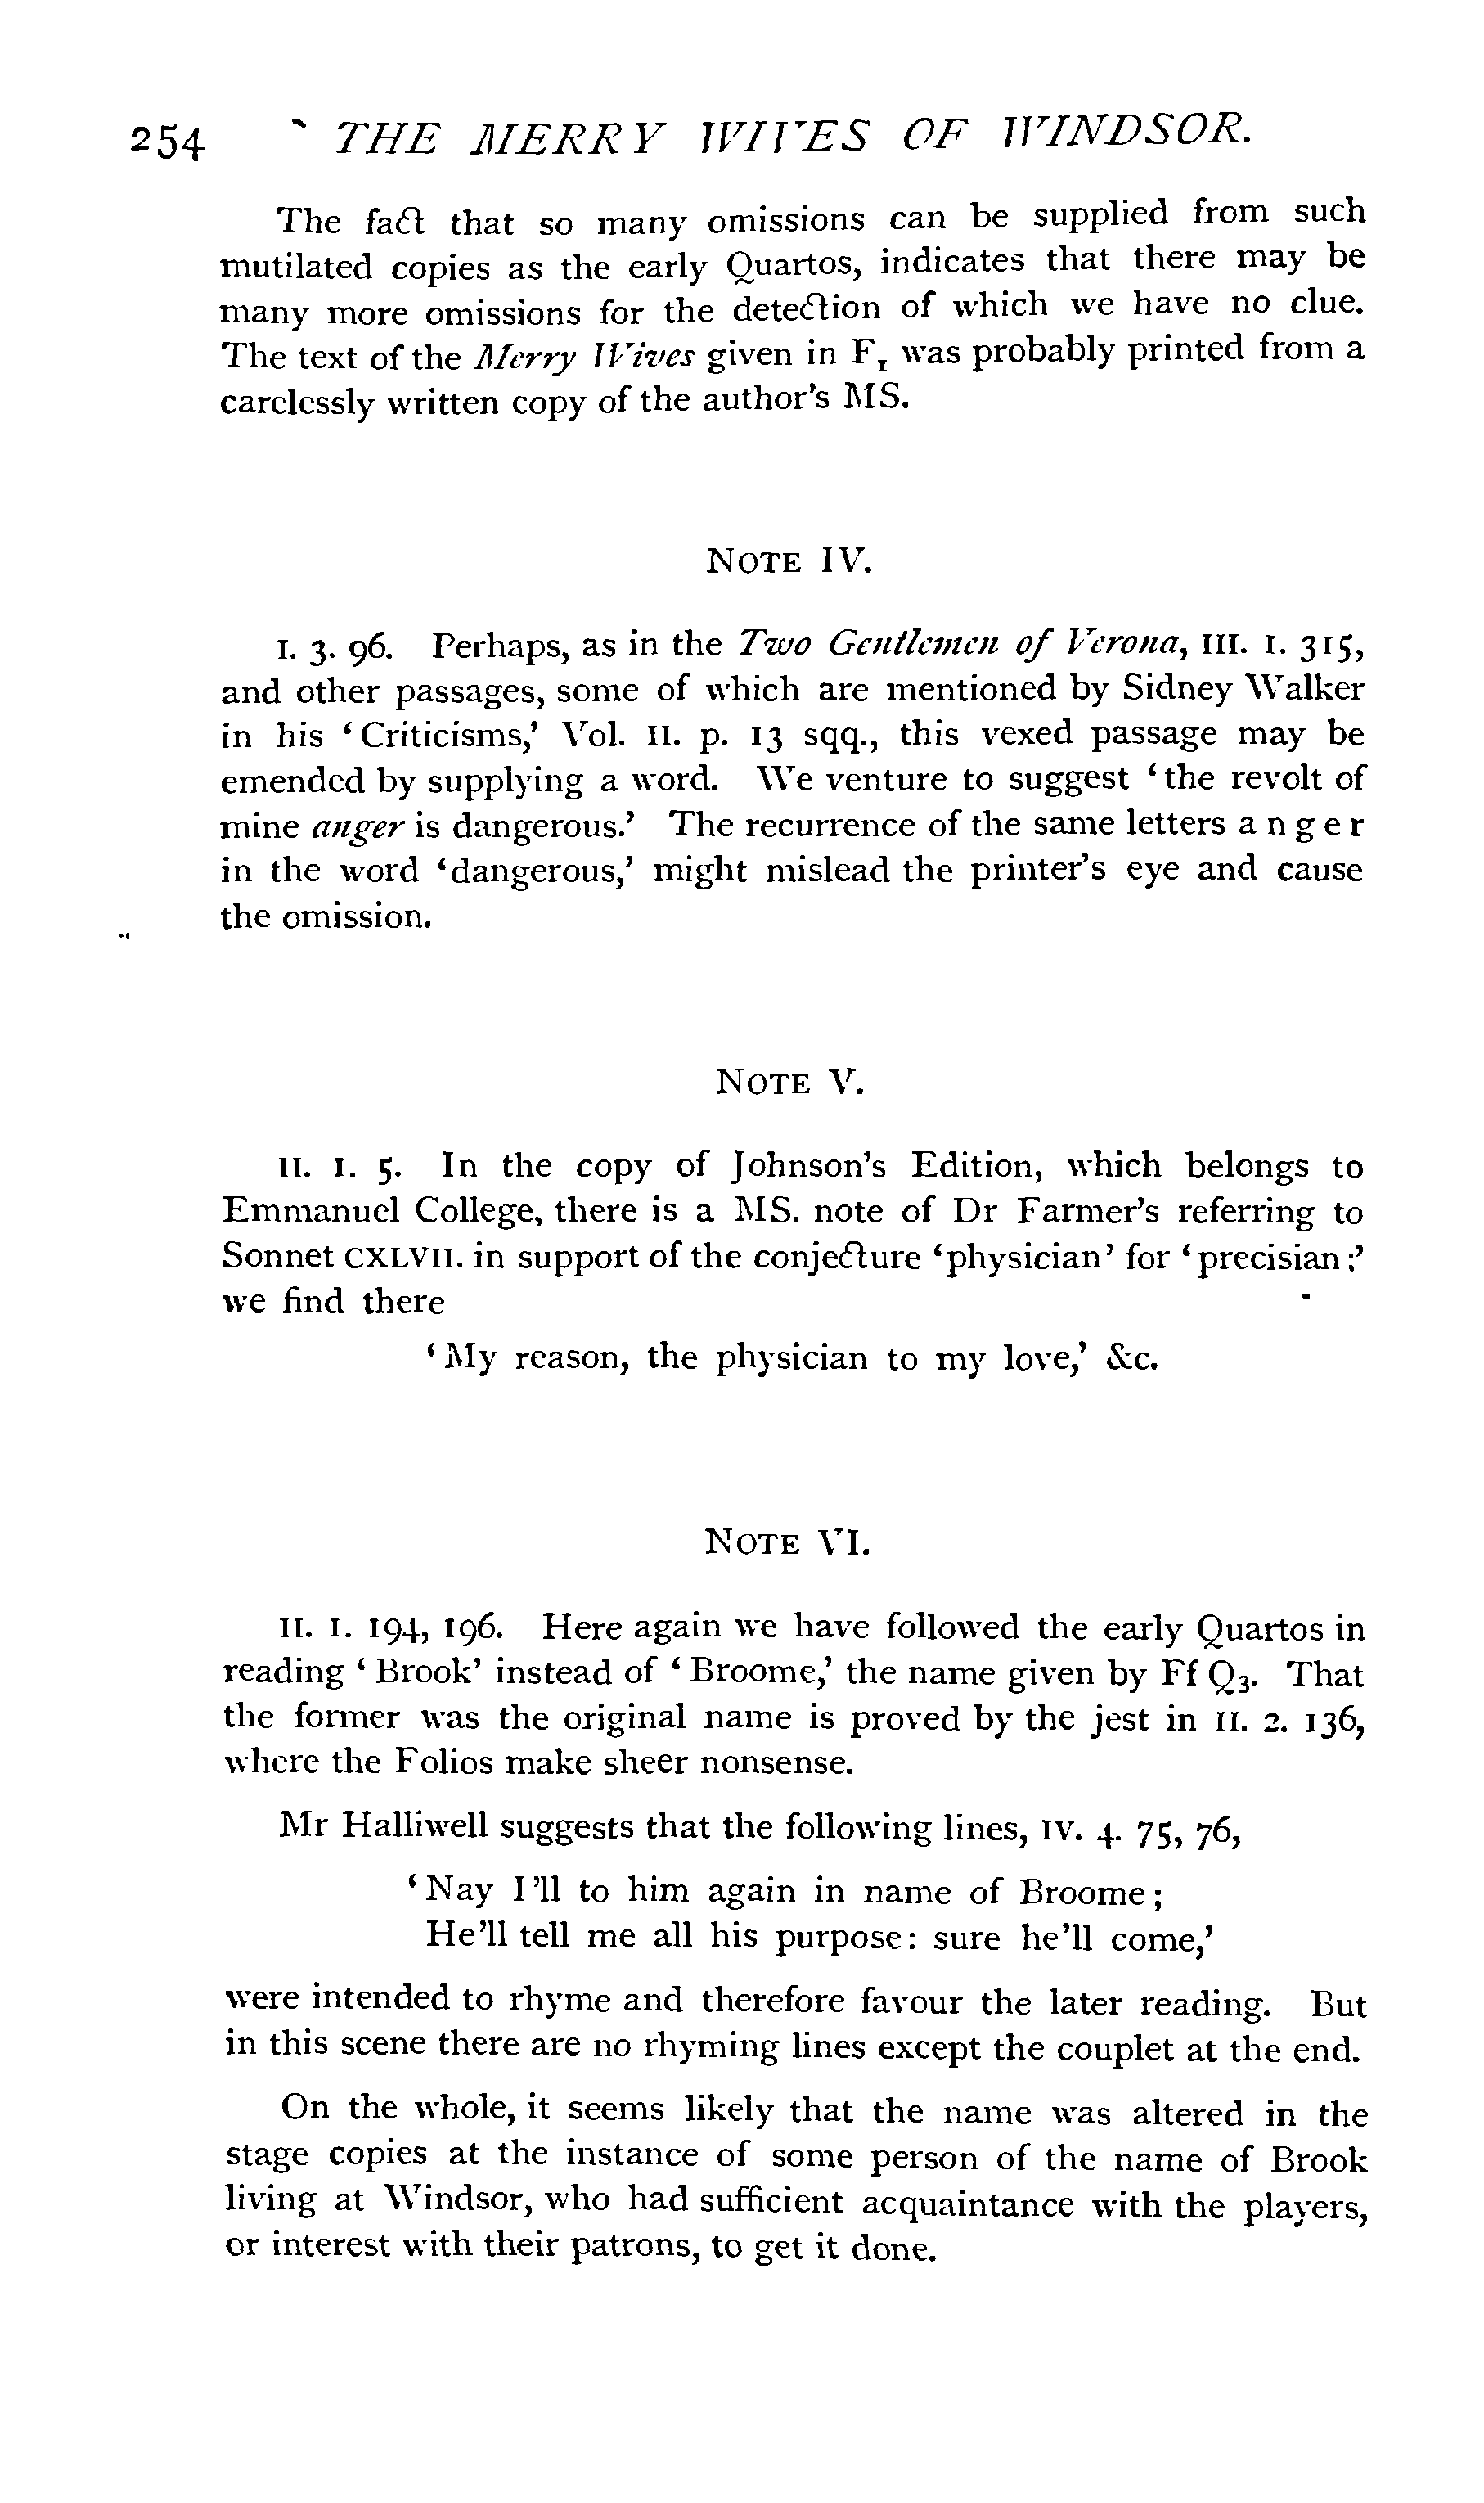 254 THE MERRY WIVES OF WINDSOR.
The fact that so many omissions can be supplied from such
mutilated copies as the early Quartos, indicates that there may be
many more omissions for the detection of which we have no clue.
The text of the Merry Wives given in F₁ was probably printed from a
carelessly written copy of the author's MS.
NOTE IV.
I. 3. 96. Perhaps, as in the Two Gentlemen of Verona, III. 1. 315,
and other passages, some of which are mentioned by Sidney Walker
in his 'Criticisms,' Vol. II. p. 13 sqq., this vexed passage may be
emended by supplying a word. We venture to suggest 'the revolt of
mine anger is dangerous.' The recurrence of the same letters a n g e r
in the word 'dangerous,' might mislead the printer's eye and cause
the omission.
NOTE V.
II. 1. 5. In the copy of Johnson's Edition, which belongs to
Emmanuel College, there is a MS. note of Dr Farmer's referring to
Sonnet CXLVII. in support of the conjecture 'physician' for 'precisian:'
we find there
'My reason, the physician to my love,' &c.
NOTE VI.
II. 1. 194, 196. Here again we have followed the early Quartos in
reading 'Brook' instead of 'Broome,' the name given by Ff Q3. That
the former was the original name is proved by the jest in II. 2. 136,
where the Folios make sheer nonsense.
Mr Halliwell suggests that the following lines, IV. 4. 75, 76,
'Nay I'll to him again in name of Broome;
He'll tell me all his purpose: sure he'll come,'
were intended to rhyme and therefore favour the later reading. But
in this scene there are no rhyming lines except the couplet at the end.
On the whole, it seems likely that the name was altered in the
stage copies at the instance of some person of the name of Brook
living at Windsor, who had sufficient acquaintance with the players,
or interest with their patrons, to get it done.